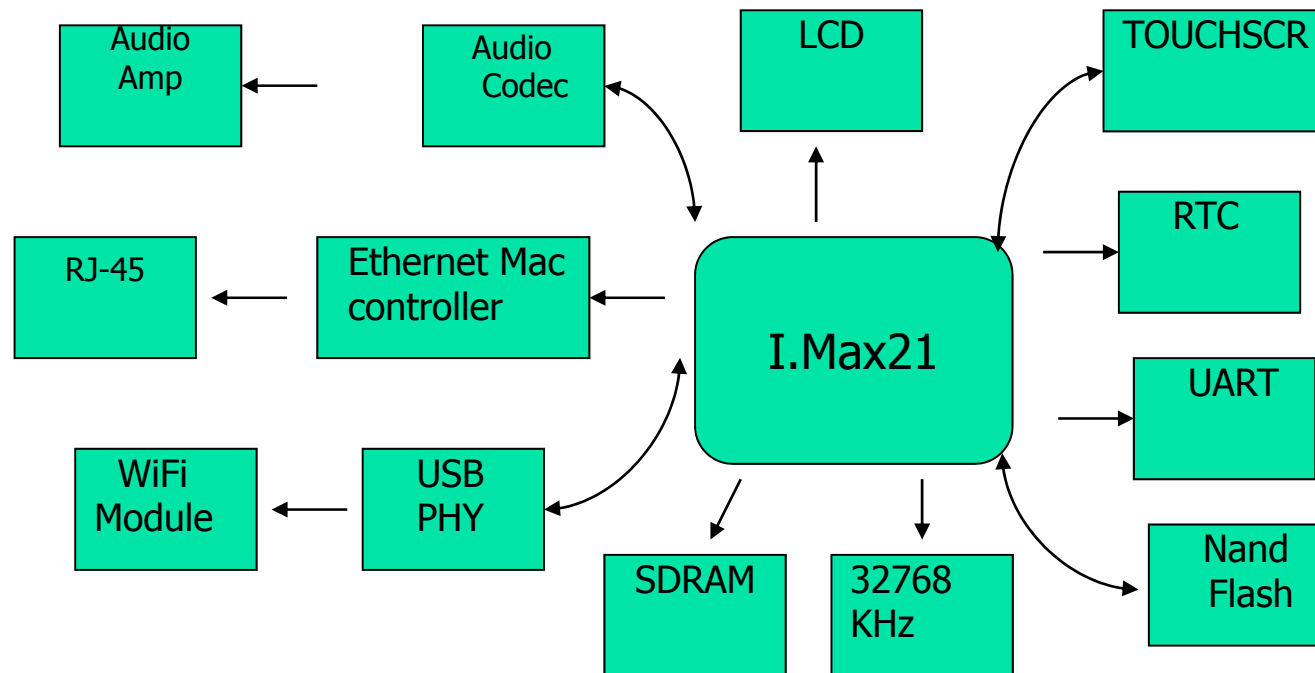 Audio
Amp
Audio
Codec
LCD
TOUCHSCR
RTC
RJ-45
Ethernet Mac
controller
I.Max21
UART
WiFi
Module
USB
PHY
SDRAM
32768
KHz
Nand
Flash